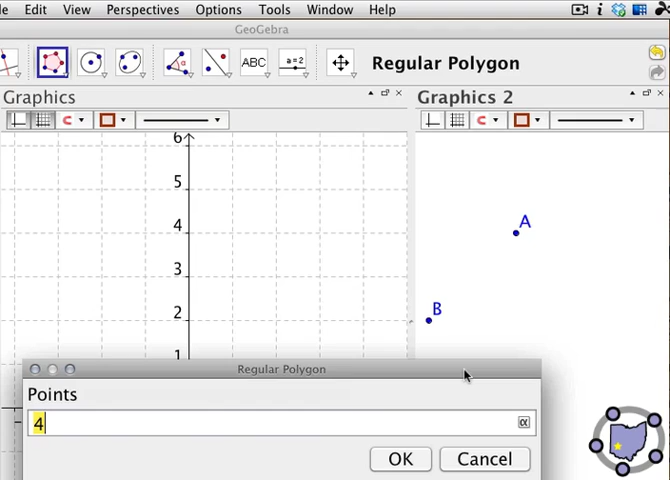 le Edit View Perspectives Options Tools Window Help
GeoGebra
ABC a=2 Regular Polygon
Graphics
Graphics 2
6
5
4
3
2
1
A
B
Regular Polygon
Points
4
α
OK Cancel